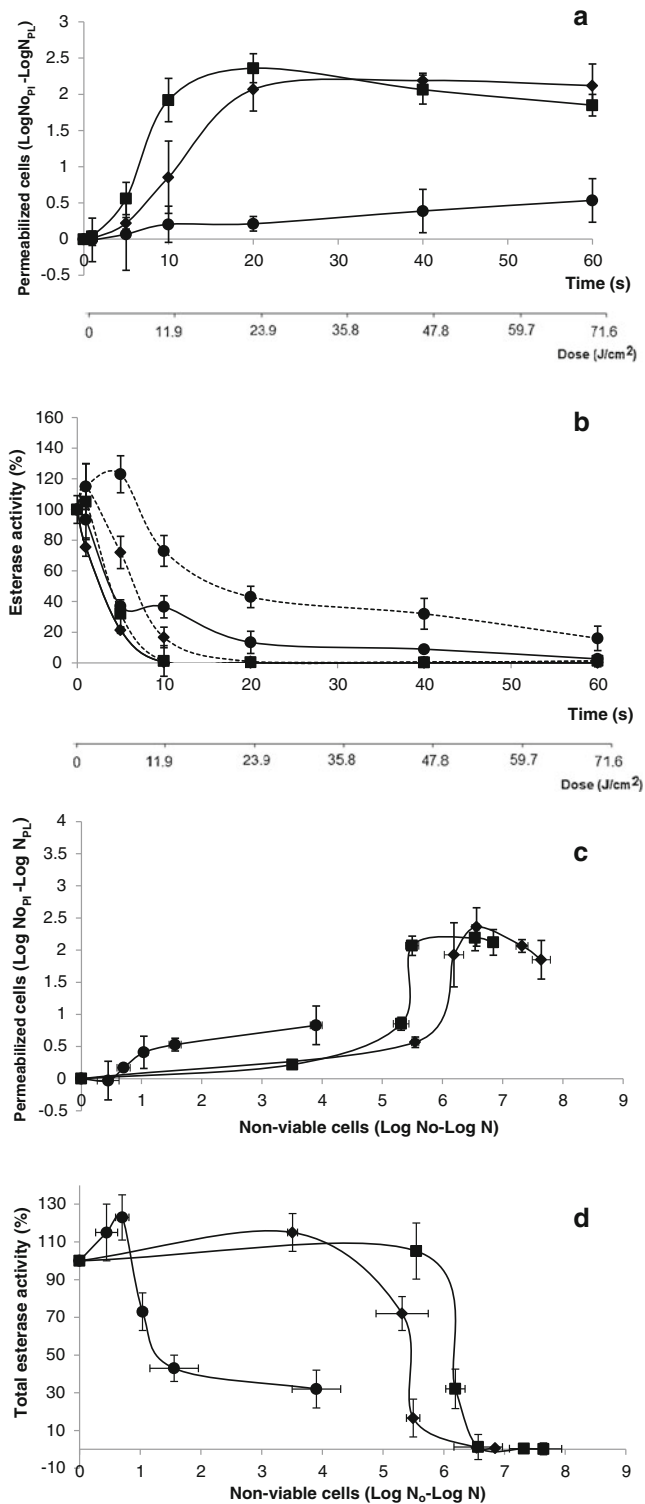 a
Permeabilized cells (LogNo_PI -LogN_PL)
3
2.5
2
1.5
1
0.5
0
-0.5
0 10 20 30 40 50 60
Time (s)
0 11.9 23.9 35.8 47.8 59.7 71.6
Dose (J/cm²)
b
Esterase activity (%)
160
140
120
100
80
60
40
20
0
0 10 20 30 40 50 60
Time (s)
0 11.9 23.9 35.8 47.8 59.7 71.6
Dose (J/cm²)
c
Permeabilized cells (Log No_PI -Log N_PL)
4
3.5
3
2.5
2
1.5
1
0.5
0
-0.5
0 1 2 3 4 5 6 7 8 9
Non-viable cells (Log No-Log N)
d
Total esterase activity (%)
130
110
90
70
50
30
10
-10
0 1 2 3 4 5 6 7 8 9
Non-viable cells (Log N₀-Log N)